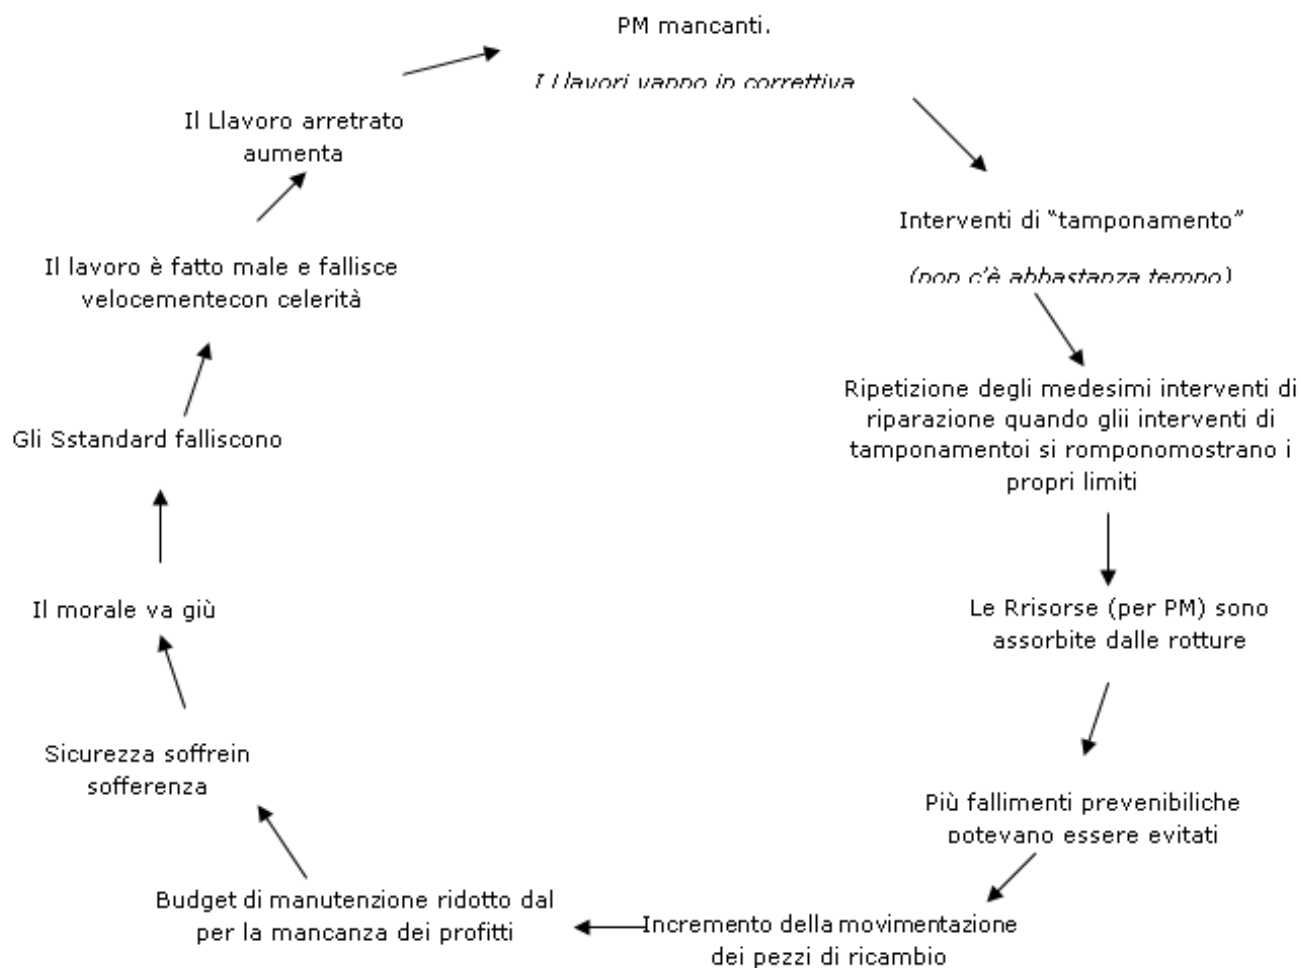 PM mancanti.
I Llavori vanno in correttiva
Interventi di “tamponamento”
(non c'è abbastanza tempo)
Ripetizione degli medesimi interventi di
riparazione quando glii interventi di
tamponamentoi si romponomostrano i
propri limiti
Le Rrisorse (per PM) sono
assorbite dalle rotture
Più fallimenti prevenibiliche
potevano essere evitati
Incremento della movimentazione
dei pezzi di ricambio
Budget di manutenzione ridotto dal
per la mancanza dei profitti
Sicurezza soffrein
sofferenza
Il morale va giù
Gli Sstandard falliscono
Il lavoro è fatto male e fallisce
velocementecon celerità
Il Llavoro arretrato
aumenta